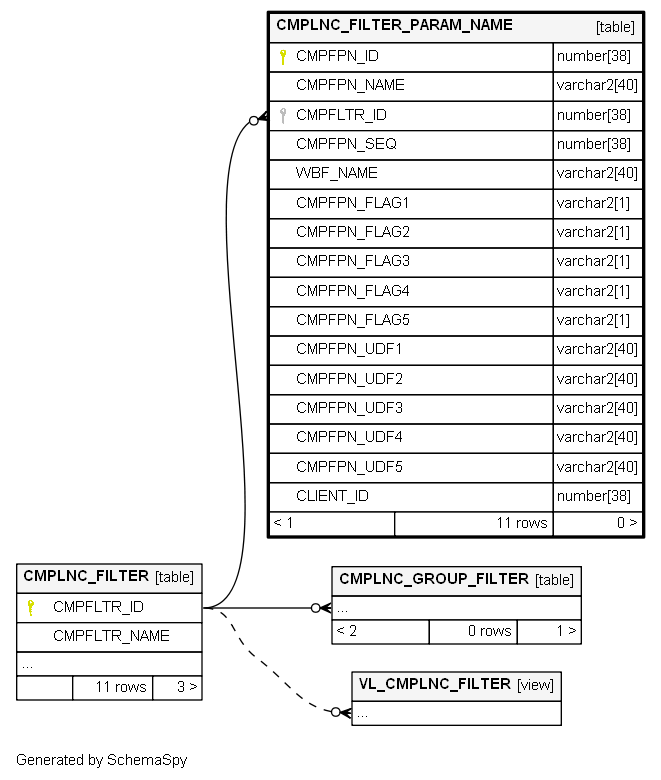 CMPLNC_FILTER_PARAM_NAME [table]
CMPFPN_ID number[38]
CMPFPN_NAME varchar2[40]
CMPFLTR_ID number[38]
CMPFPN_SEQ number[38]
WBF_NAME varchar2[40]
CMPFPN_FLAG1 varchar2[1]
CMPFPN_FLAG2 varchar2[1]
CMPFPN_FLAG3 varchar2[1]
CMPFPN_FLAG4 varchar2[1]
CMPFPN_FLAG5 varchar2[1]
CMPFPN_UDF1 varchar2[40]
CMPFPN_UDF2 varchar2[40]
CMPFPN_UDF3 varchar2[40]
CMPFPN_UDF4 varchar2[40]
CMPFPN_UDF5 varchar2[40]
CLIENT_ID number[38]
< 1 11 rows 0 >
CMPLNC_FILTER [table]
CMPFLTR_ID
CMPFLTR_NAME
...
11 rows 3 >
CMPLNC_GROUP_FILTER [table]
...
< 2 0 rows 1 >
VL_CMPLNC_FILTER [view]
...
Generated by SchemaSpy